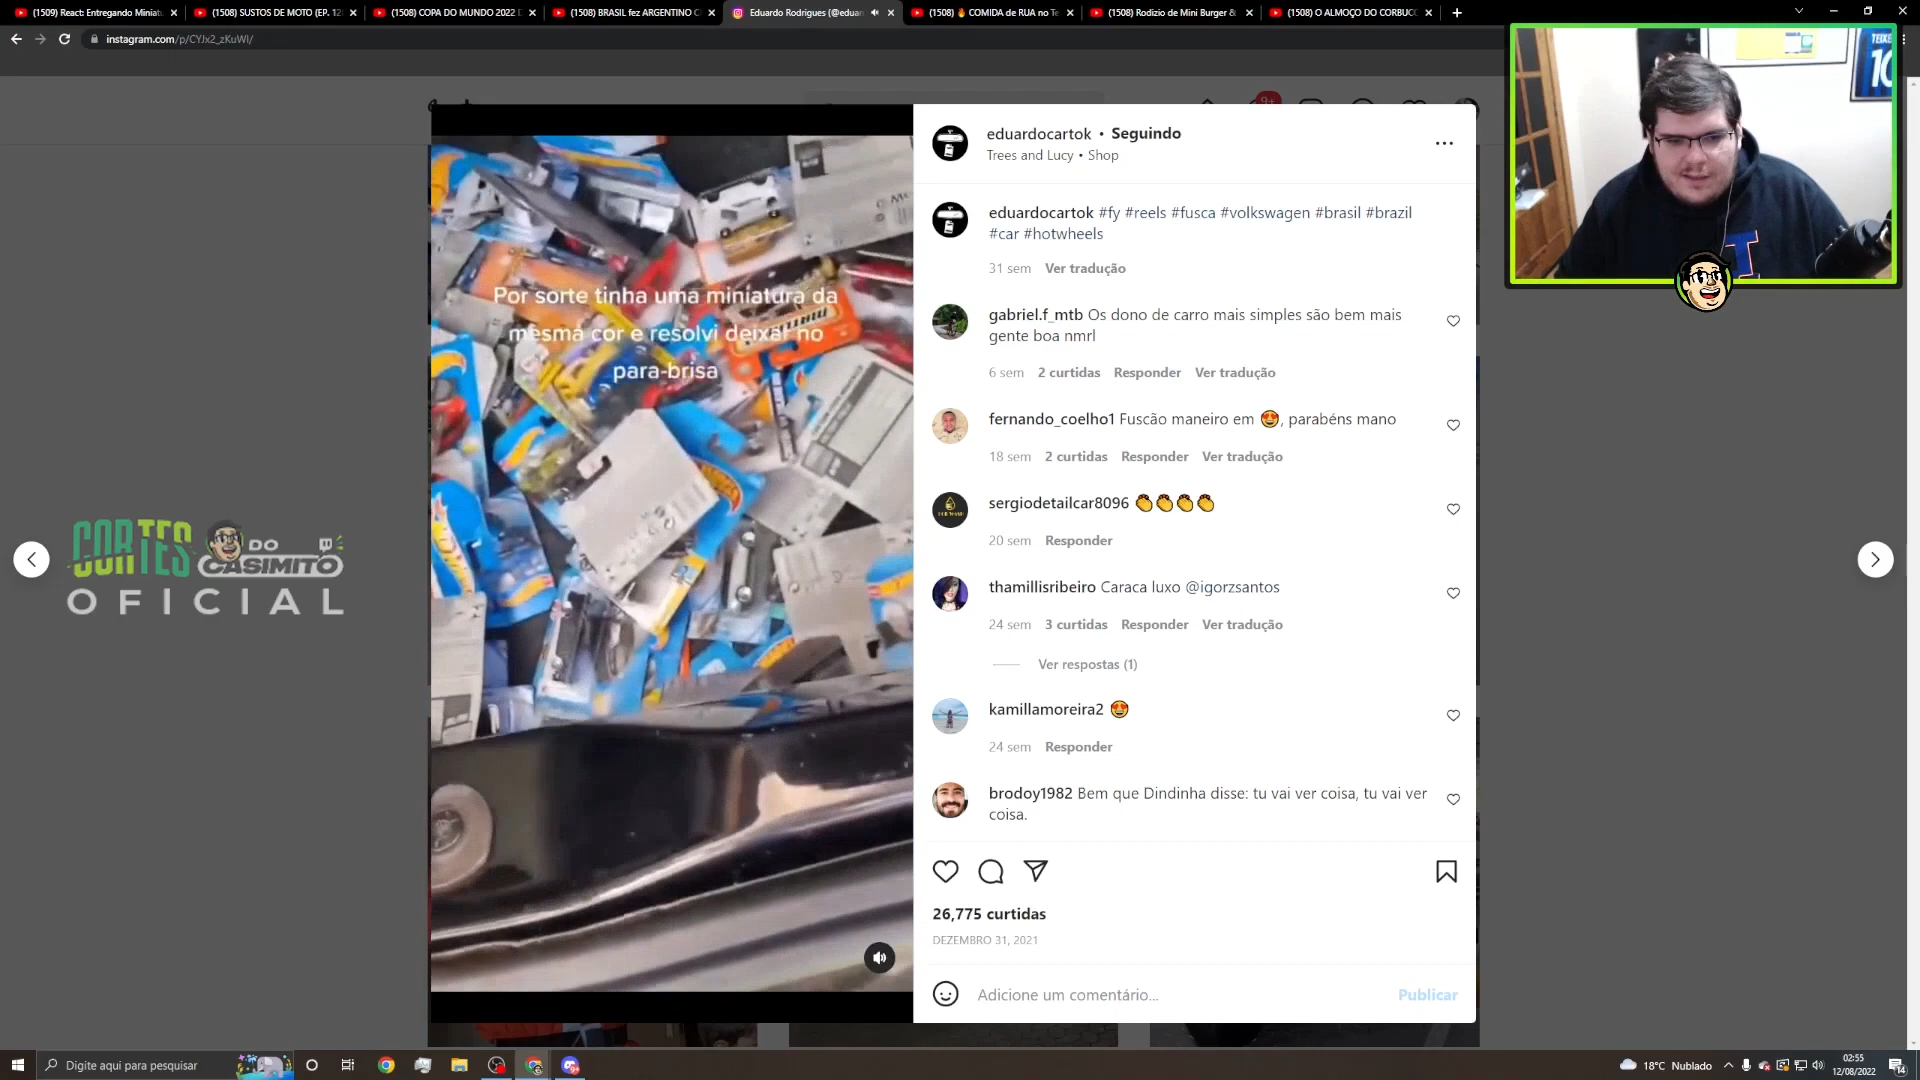 (1509) React: Entregando Miniatu
(1508) SUSTOS DE MOTO (EP. 12
(1508) COPA DO MUNDO 2022
(1508) BRASIL fez ARGENTINO C
Eduardo Rodrigues (@eduar
(1508) 🔥 COMIDA de RUA no Te
(1508) Rodizio de Mini Burger &
(1508) O ALMOÇO DO CORBUCC
instagram.com/p/CYJx2_zKuWl/
9+
TEIXE
10
eduardocartok • Seguindo
Trees and Lucy • Shop
eduardocartok #fy #reels #fusca #volkswagen #brasil #brazil
#car #hotwheels
31 sem Ver tradução
Por sorte tinha uma miniatura da
mesma cor e resolvi deixar no
para-brisa
gabriel.f_mtb Os dono de carro mais simples são bem mais
gente boa nmrl
6 sem 2 curtidas Responder Ver tradução
fernando_coelho1 Fuscão maneiro em 😍, parabéns mano
18 sem 2 curtidas Responder Ver tradução
sergiodetailcar8096 👏👏👏👏
20 sem Responder
thamillisribeiro Caraca luxo @igorzsantos
24 sem 3 curtidas Responder Ver tradução
Ver respostas (1)
kamillamoreira2 😍
24 sem Responder
brodoy1982 Bem que Dindinha disse: tu vai ver coisa, tu vai ver
coisa.
26,775 curtidas
DEZEMBRO 31, 2021
Adicione um comentário... Publicar
CORTES DO CASIMITO
OFICIAL
Digite aqui para pesquisar
18°C Nublado
02:55
12/08/2022
14